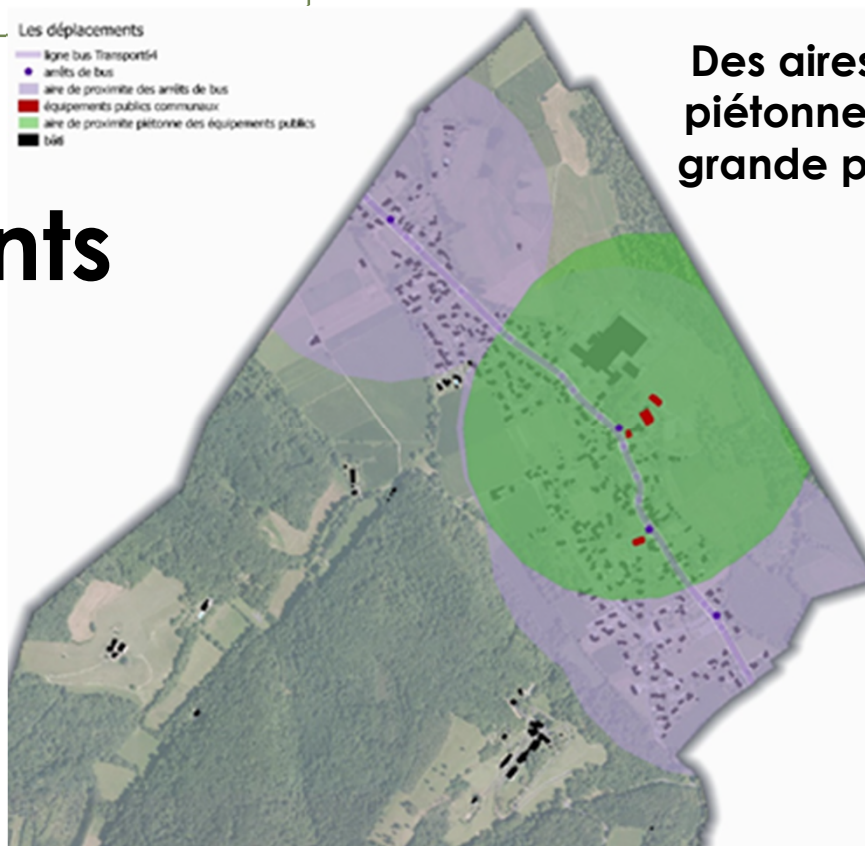 Les déplacements
ligne bus Transport64
arrêts de bus
aire de proximite des arrêts de bus
équipements publics communaux
aire de proximite piétonne des équipements publics
bâti
Des aires
piétonne
grande p
nts